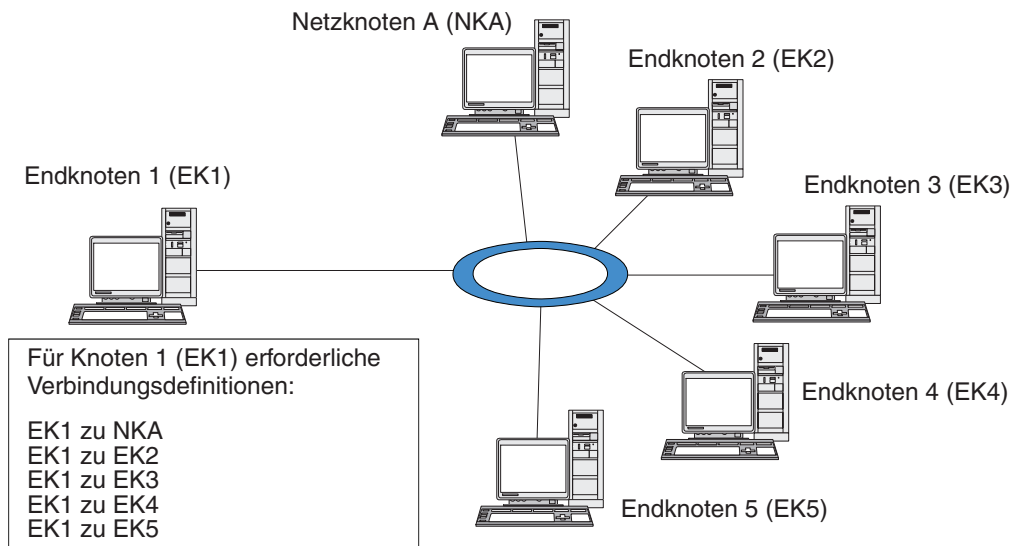 Netzknoten A (NKA)
Endknoten 2 (EK2)
Endknoten 1 (EK1)
Endknoten 3 (EK3)
Für Knoten 1 (EK1) erforderliche
Verbindungsdefinitionen:
EK1 zu NKA
EK1 zu EK2
EK1 zu EK3
EK1 zu EK4
EK1 zu EK5
Endknoten 4 (EK4)
Endknoten 5 (EK5)